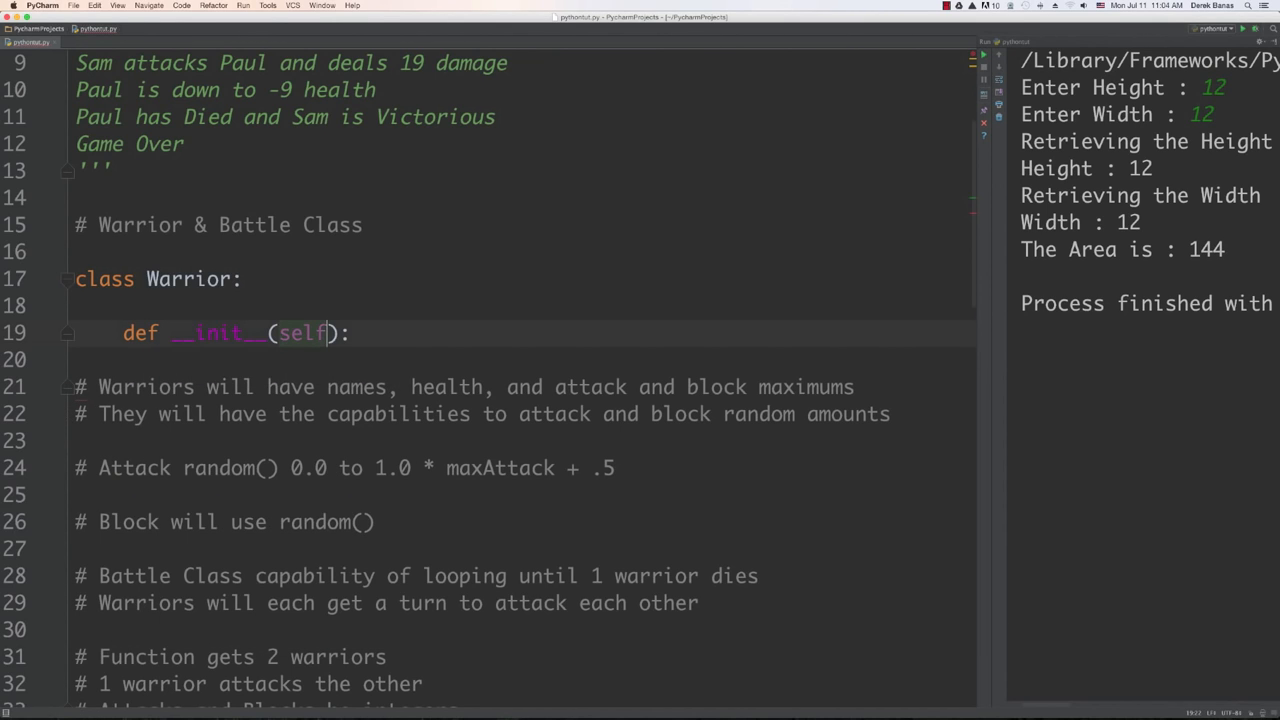 PyCharm File Edit View Navigate Code Refactor Run Tools VCS Window Help
10 Mon Jul 11 11:04 AM Derek Banas
pythontut.py - PycharmProjects - [~/PycharmProjects]
PycharmProjects pythontut.py pythontut
pythontut.py Run: pythontut
9 Sam attacks Paul and deals 19 damage
10 Paul is down to -9 health
11 Paul has Died and Sam is Victorious
12 Game Over
13 '''
14
15 # Warrior & Battle Class
16
17 class Warrior:
18
19 def __init__(self):
20
21 # Warriors will have names, health, and attack and block maximums
22 # They will have the capabilities to attack and block random amounts
23
24 # Attack random() 0.0 to 1.0 * maxAttack + .5
25
26 # Block will use random()
27
28 # Battle Class capability of looping until 1 warrior dies
29 # Warriors will each get a turn to attack each other
30
31 # Function gets 2 warriors
32 # 1 warrior attacks the other
/Library/Frameworks/Py
Enter Height : 12
Enter Width : 12
Retrieving the Height
Height : 12
Retrieving the Width
Width : 12
The Area is : 144
Process finished with
19:22 LF≑ UTF-8≑